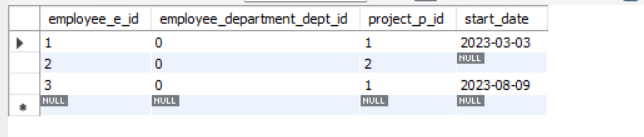 employee_e_id employee_department_dept_id project_p_id start_date
1 0 1 2023-03-03
2 0 2 NULL
3 0 1 2023-08-09
NULL NULL NULL NULL